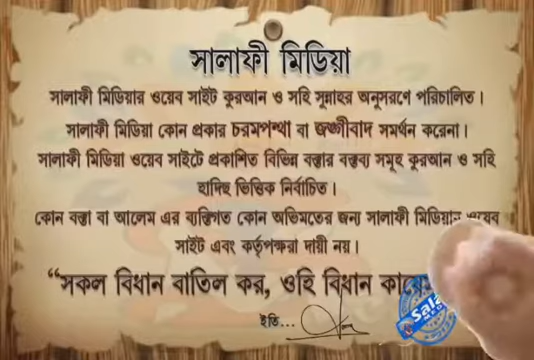 সালাফী মিডিয়া
সালাফী মিডিয়ার ওয়েব সাইট কুরআন ও সহি সুন্নাহর অনুসরণে পরিচালিত।
সালাফী মিডিয়া কোন প্রকার চরমপন্থা বা জঙ্গীবাদ সমর্থন করেনা।
সালাফী মিডিয়া ওয়েব সাইটে প্রকাশিত বিভিন্ন বক্তার বক্তব্য সমূহ কুরআন ও সহি
হাদিছ ভিত্তিক নির্বাচিত।
কোন বক্তা বা আলেম এর ব্যক্তিগত কোন অভিমতের জন্য সালাফী মিডিয়ার ওয়েব
সাইট এবং কর্তৃপক্ষরা দায়ী নয়।
“সকল বিধান বাতিল কর, ওহি বিধান
ইতি...